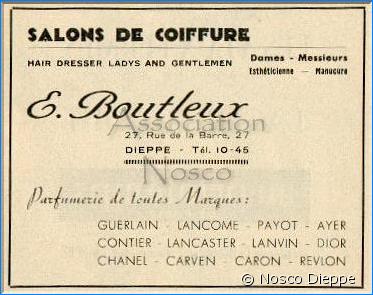 SALONS DE COIFFURE
HAIR DRESSER LADYS AND GENTLEMEN
Dames - Messieurs
Esthéticienne - Manucure
E. Boutleux
Association
27, Rue de la Barre, 27
DIEPPE - Tél. 10-45
Nosco
Parfumerie de toutes Marques :
GUERLAIN - LANCOME - PAYOT - AYER
CONTIER - LANCASTER - LANVIN - DIOR
CHANEL - CARVEN - CARON - REVLON
© Nosco Dieppe